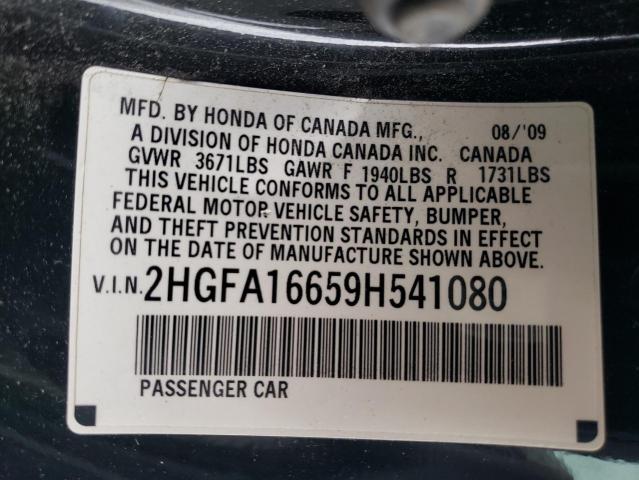 MFD. BY HONDA OF CANADA MFG., 08/'09
A DIVISION OF HONDA CANADA INC. CANADA
GVWR 3671LBS GAWR F 1940LBS R 1731LBS
THIS VEHICLE CONFORMS TO ALL APPLICABLE
FEDERAL MOTOR VEHICLE SAFETY, BUMPER,
AND THEFT PREVENTION STANDARDS IN EFFECT
ON THE DATE OF MANUFACTURE SHOWN ABOVE.
V.I.N. 2HGFA16659H541080
PASSENGER CAR